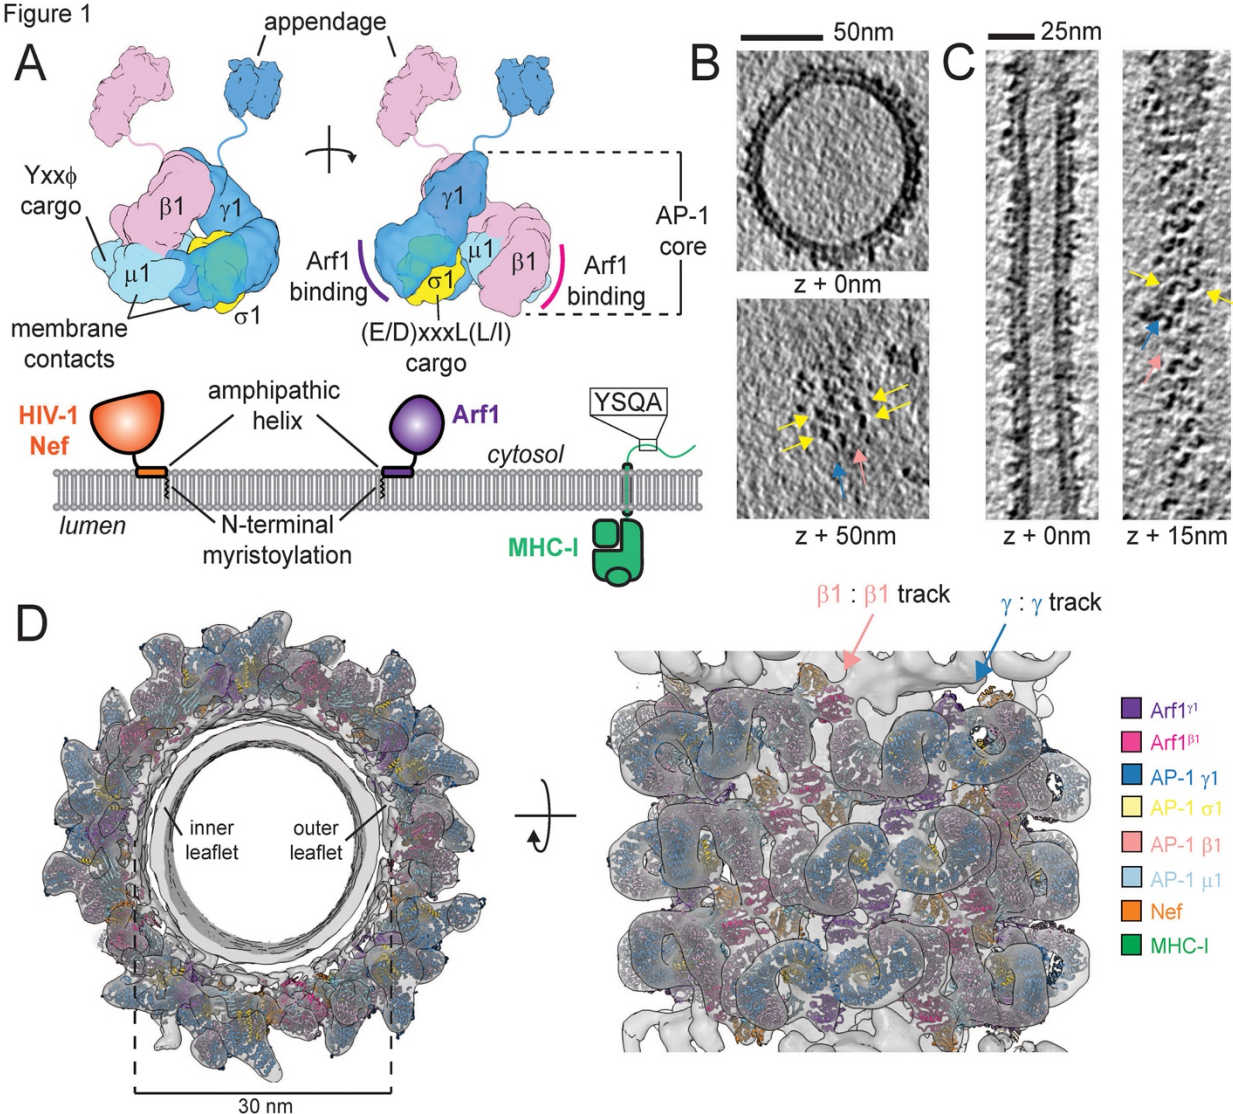 Figure 1
A
appendage
Yxxϕ
cargo
β1
γ1
μ1
σ1
membrane
contacts
Arf1
binding
γ1
μ1
β1
σ1
Arf1
binding
AP-1
core
(E/D)xxxL(L/I)
cargo
HIV-1
Nef
amphipathic
helix
Arf1
cytosol
YSQA
lumen
N-terminal
myristoylation
MHC-I
B
50nm
z + 0nm
z + 50nm
C
25nm
z + 0nm
z + 15nm
D
inner
leaflet
outer
leaflet
30 nm
β1 : β1 track
γ : γ track
Arf1γ1
Arf1β1
AP-1 γ1
AP-1 σ1
AP-1 β1
AP-1 μ1
Nef
MHC-I